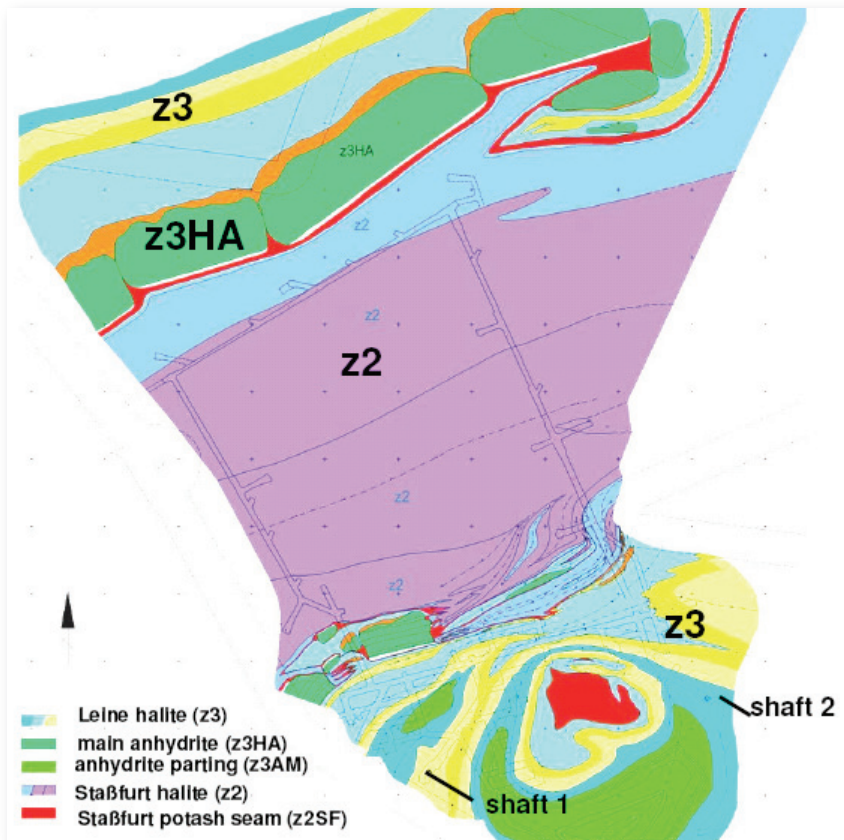 z3
z3HA
z3HA
z2
z2
z2
z2
z2
z3
shaft 2
shaft 1
Leine halite (z3)
main anhydrite (z3HA)
anhydrite parting (z3AM)
Staßfurt halite (z2)
Staßfurt potash seam (z2SF)